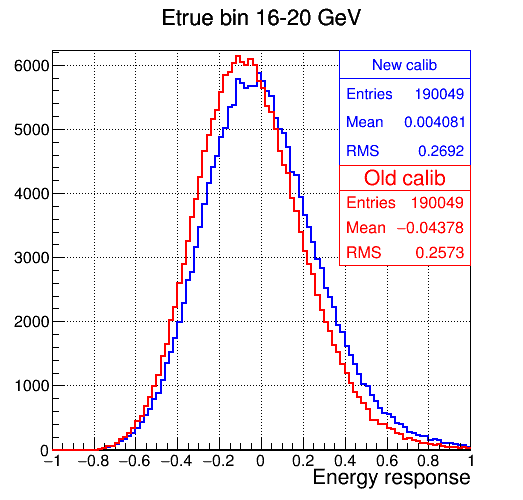 Etrue bin 16-20 GeV
New calib
Entries 190049
Mean 0.004081
RMS 0.2692
Old calib
Entries 190049
Mean −0.04378
RMS 0.2573
6000
5000
4000
3000
2000
1000
0
−1 −0.8 −0.6 −0.4 −0.2 0 0.2 0.4 0.6 0.8 1
Energy response